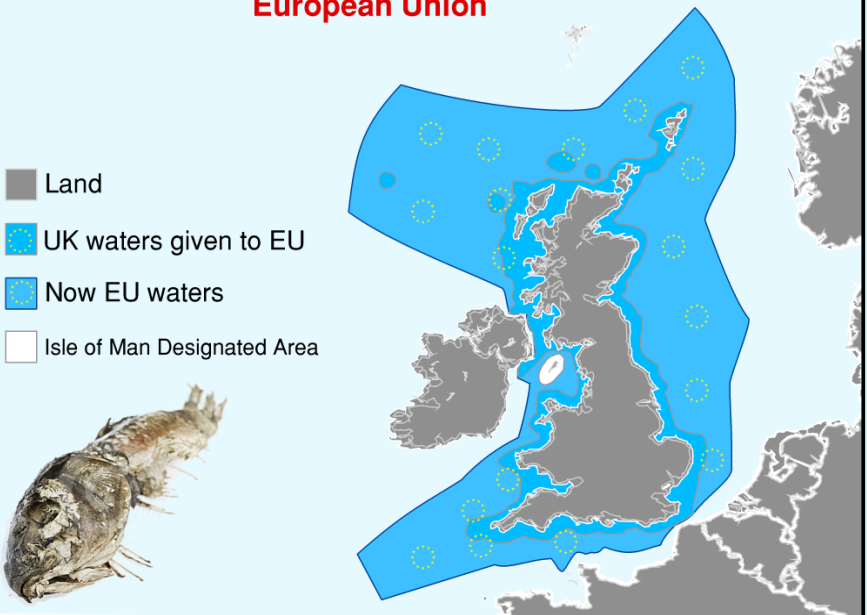 European Union
Land
UK waters given to EU
Now EU waters
Isle of Man Designated Area